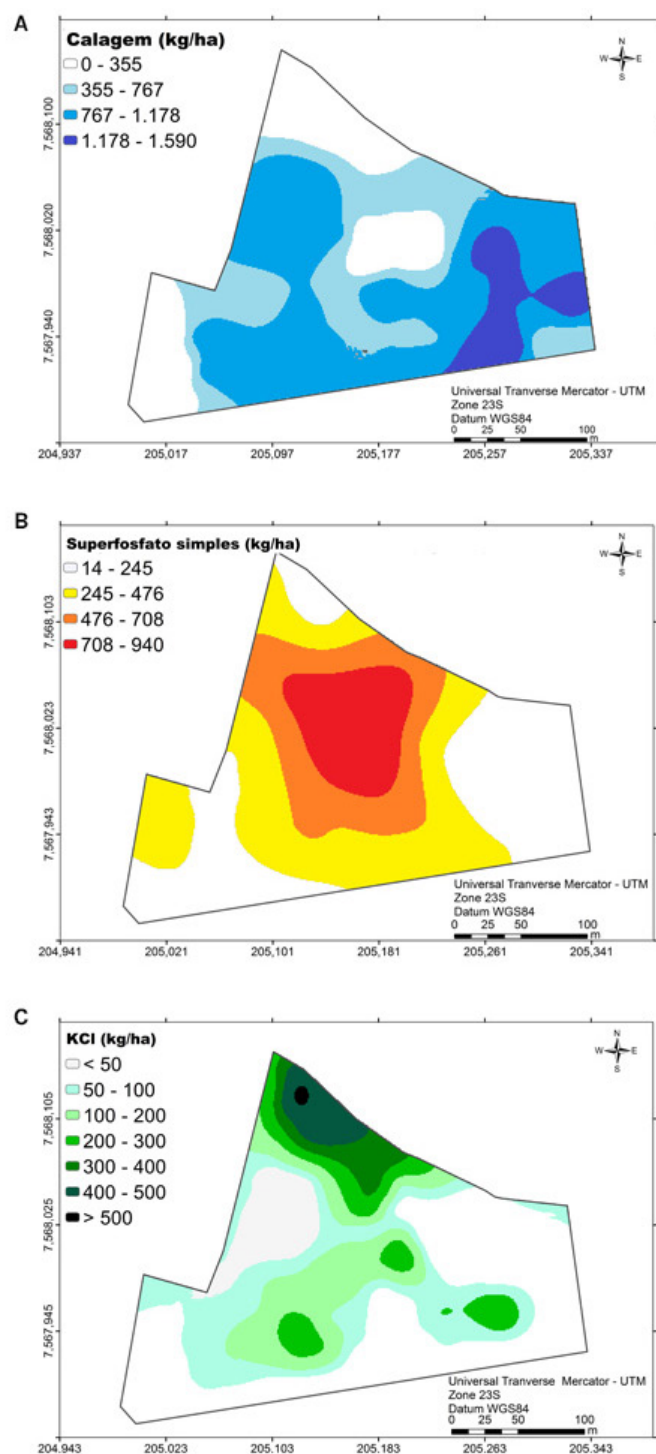 A
Calagem (kg/ha)
0 - 355
355 - 767
767 - 1.178
1.178 - 1.590
N
W E
S
7,568,100
7,568,020
7,567,940
Universal Tranverse Mercator - UTM
Zone 23S
Datum WGS84
0 25 50 100
m
204,937 205,017 205,097 205,177 205,257 205,337
B
Superfosfato simples (kg/ha)
14 - 245
245 - 476
476 - 708
708 - 940
N
W E
S
7,568,103
7,568,023
7,567,943
Universal Tranverse Mercator - UTM
Zone 23S
Datum WGS84
0 25 50 100
m
204,941 205,021 205,101 205,181 205,261 205,341
C
KCl (kg/ha)
< 50
50 - 100
100 - 200
200 - 300
300 - 400
400 - 500
> 500
N
W E
S
7,568,105
7,568,025
7,567,945
Universal Tranverse Mercator - UTM
Zone 23S
Datum WGS84
0 25 50 100
m
204,943 205,023 205,103 205,183 205,263 205,343